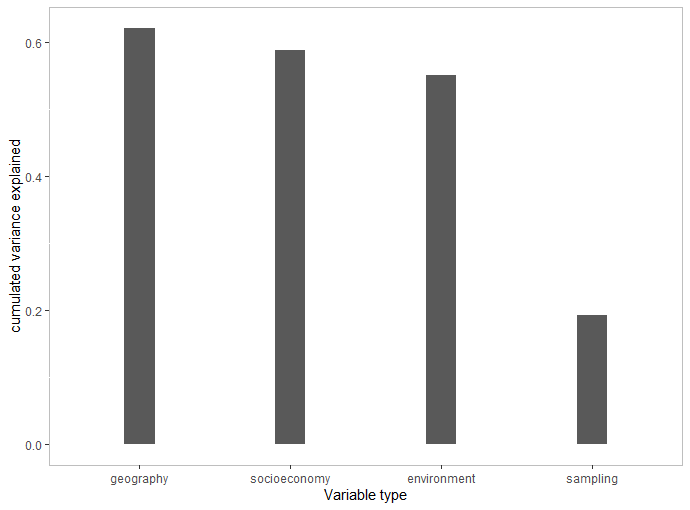 cumulated variance explained
0.6
0.4
0.2
0.0
geography socioeconomy environment sampling
Variable type